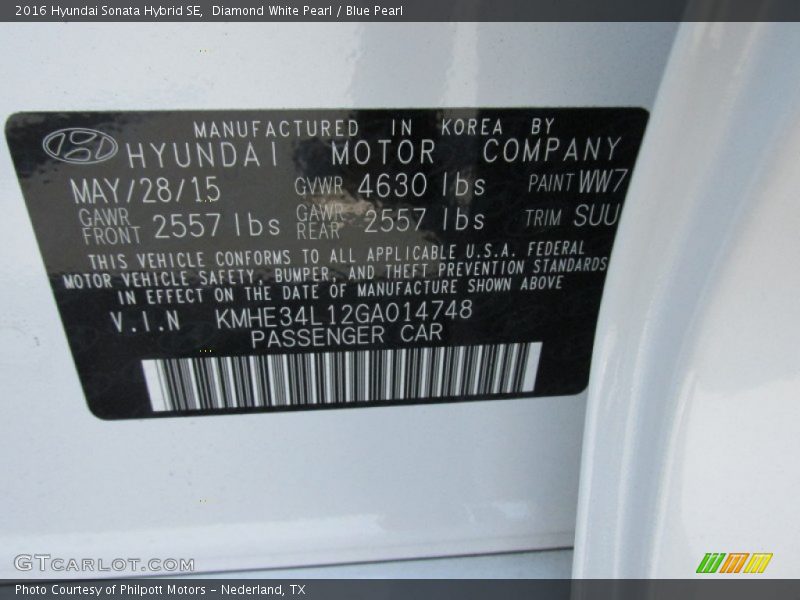 2016 Hyundai Sonata Hybrid SE,  Diamond White Pearl / Blue Pearl
MANUFACTURED IN KOREA BY
HYUNDAI MOTOR COMPANY
MAY/28/15 GVWR 4630 lbs PAINT WW7
GAWR FRONT 2557 lbs GAWR REAR 2557 lbs TRIM SUU
THIS VEHICLE CONFORMS TO ALL APPLICABLE U.S.A. FEDERAL
MOTOR VEHICLE SAFETY, BUMPER, AND THEFT PREVENTION STANDARDS
IN EFFECT ON THE DATE OF MANUFACTURE SHOWN ABOVE
V.I.N KMHE34L12GA014748
PASSENGER CAR
GTCARLOT.COM
Photo Courtesy of Philpott Motors - Nederland, TX